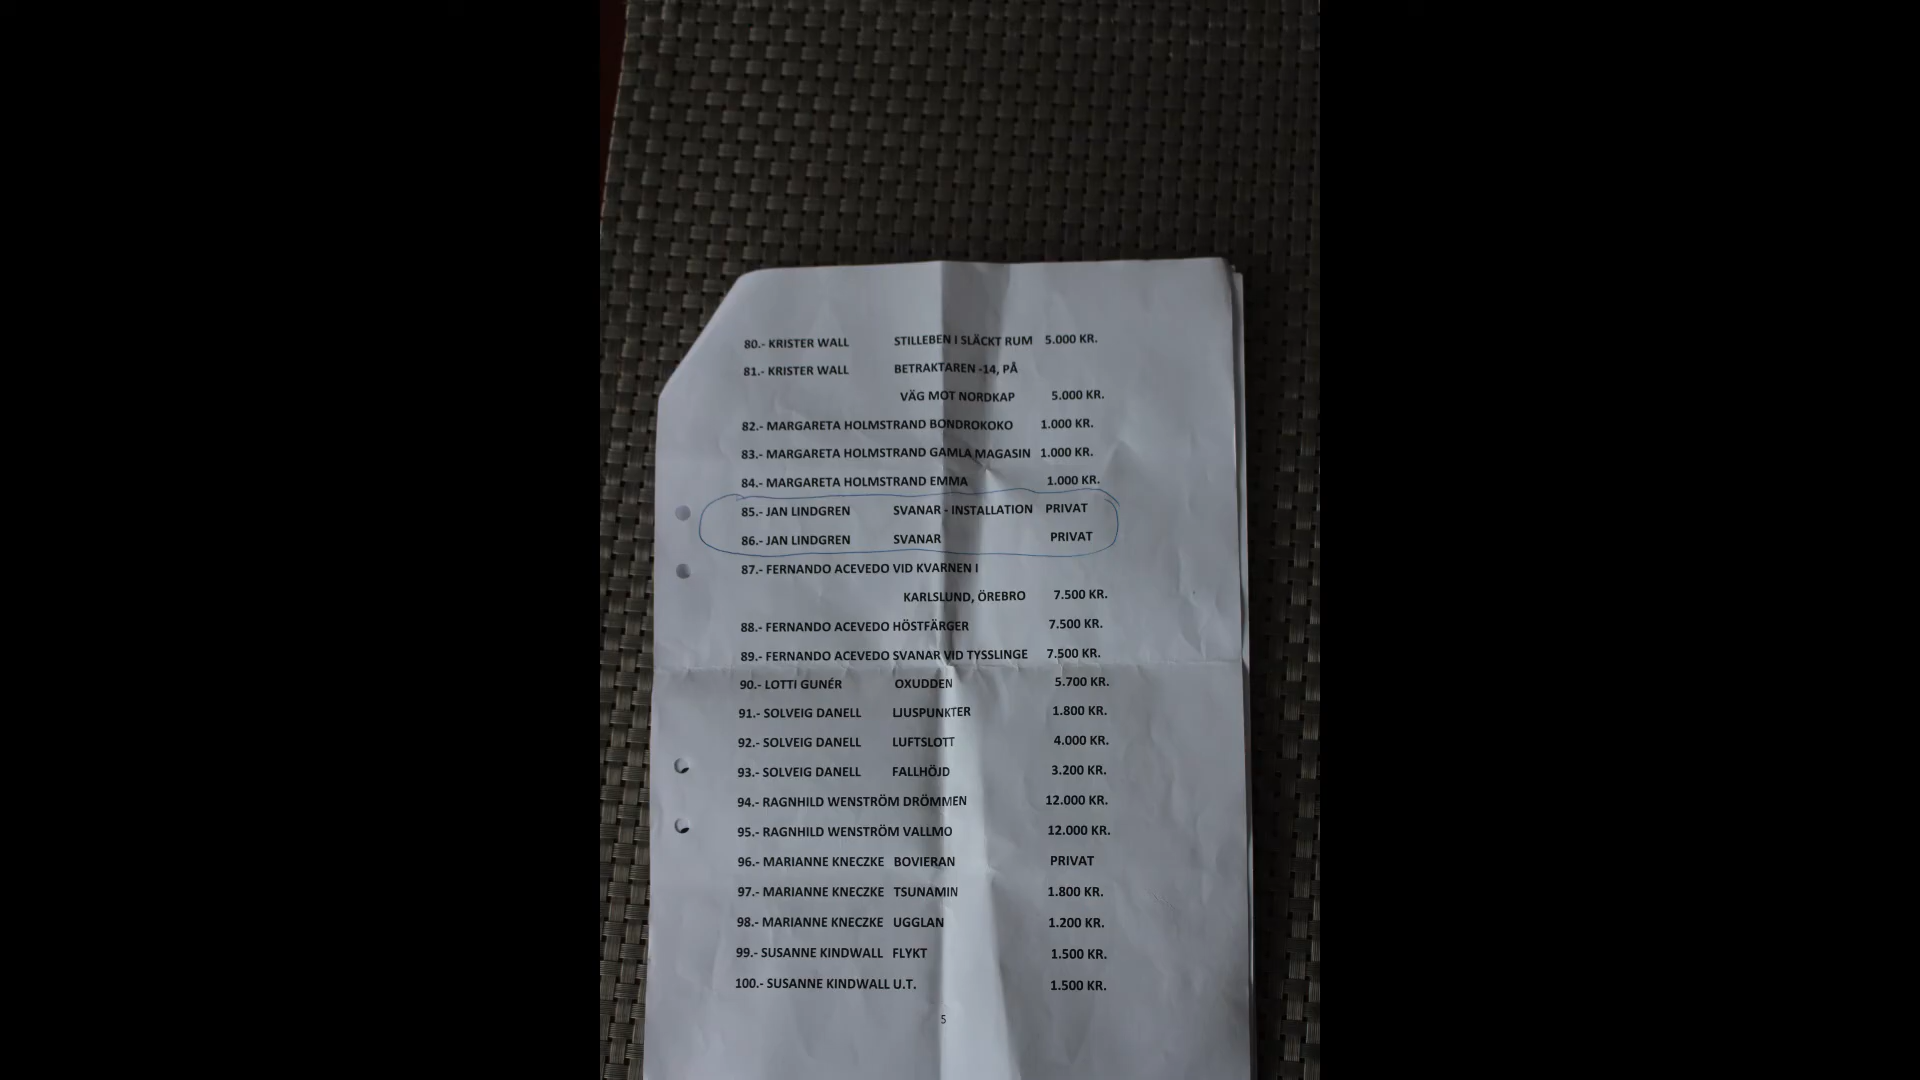 80.- KRISTER WALL STILLEBEN I SLÄCKT RUM 5.000 KR.
81.- KRISTER WALL BETRAKTAREN -14, PÅ
VÄG MOT NORDKAP 5.000 KR.
82.- MARGARETA HOLMSTRAND BONDROKOKO 1.000 KR.
83.- MARGARETA HOLMSTRAND GAMLA MAGASIN 1.000 KR.
84.- MARGARETA HOLMSTRAND EMMA 1.000 KR.
85.- JAN LINDGREN SVANAR - INSTALLATION PRIVAT
86.- JAN LINDGREN SVANAR PRIVAT
87.- FERNANDO ACEVEDO VID KVARNEN I
KARLSLUND, ÖREBRO 7.500 KR.
88.- FERNANDO ACEVEDO HÖSTFÄRGER 7.500 KR.
89.- FERNANDO ACEVEDO SVANAR VID TYSSLINGE 7.500 KR.
90.- LOTTI GUNÉR OXUDDEN 5.700 KR.
91.- SOLVEIG DANELL LJUSPUNKTER 1.800 KR.
92.- SOLVEIG DANELL LUFTSLOTT 4.000 KR.
93.- SOLVEIG DANELL FALLHÖJD 3.200 KR.
94.- RAGNHILD WENSTRÖM DRÖMMEN 12.000 KR.
95.- RAGNHILD WENSTRÖM VALLMO 12.000 KR.
96.- MARIANNE KNECZKE BOVIERAN PRIVAT
97.- MARIANNE KNECZKE TSUNAMIN 1.800 KR.
98.- MARIANNE KNECZKE UGGLAN 1.200 KR.
99.- SUSANNE KINDWALL FLYKT 1.500 KR.
100.- SUSANNE KINDWALL U.T. 1.500 KR.
5